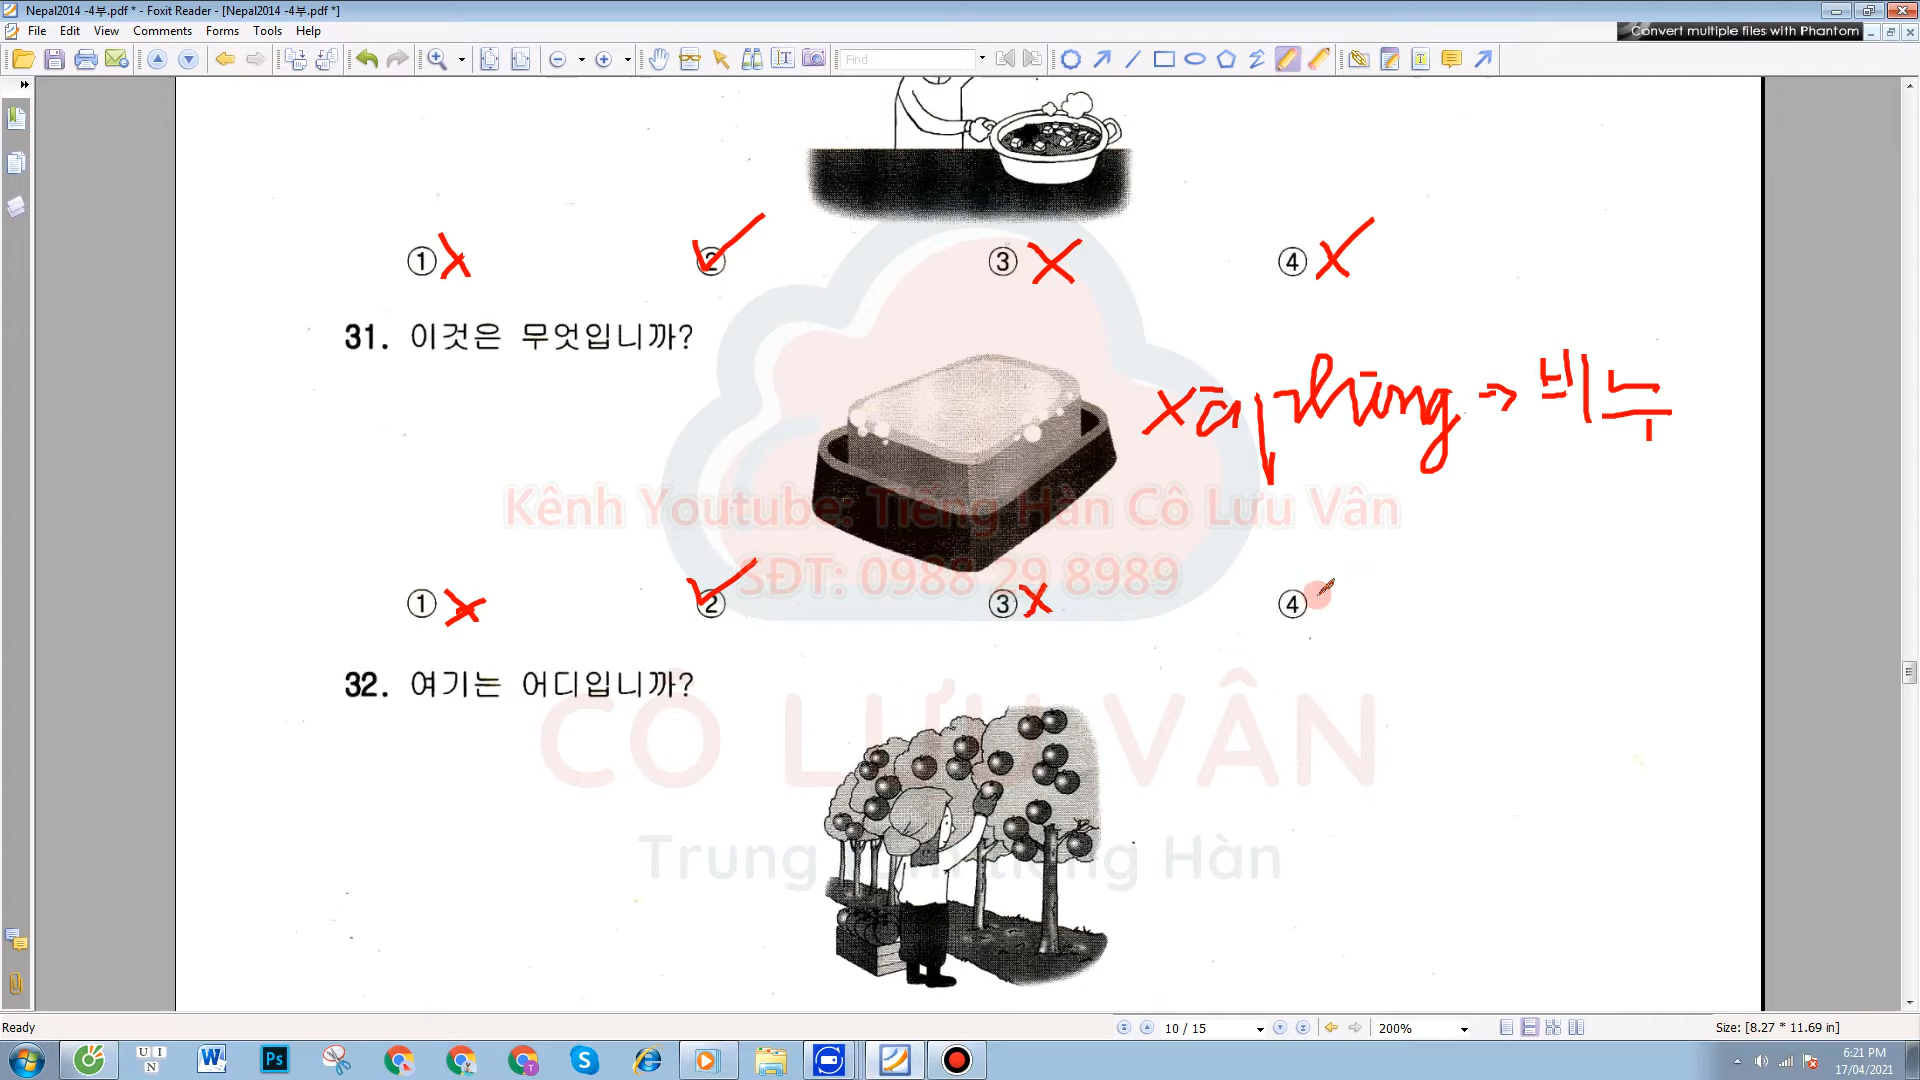 Nepal2014 -4부.pdf * - Foxit Reader - [Nepal2014 -4부.pdf *]
File Edit View Comments Forms Tools Help
Convert multiple files with Phantom
Find
① ② ③ ④
31. 이것은 무엇입니까?
xà phòng → 비누
Kênh Youtube: Tiếng Hàn Cô Lưu Vân
SĐT: 0988 29 8989
① ② ③ ④
32. 여기는 어디입니까?
CÔ LƯU VÂN
Trung tâm tiếng Hàn
Ready
10 / 15
200%
Size: [8.27 * 11.69 in]
6:21 PM
17/04/2021